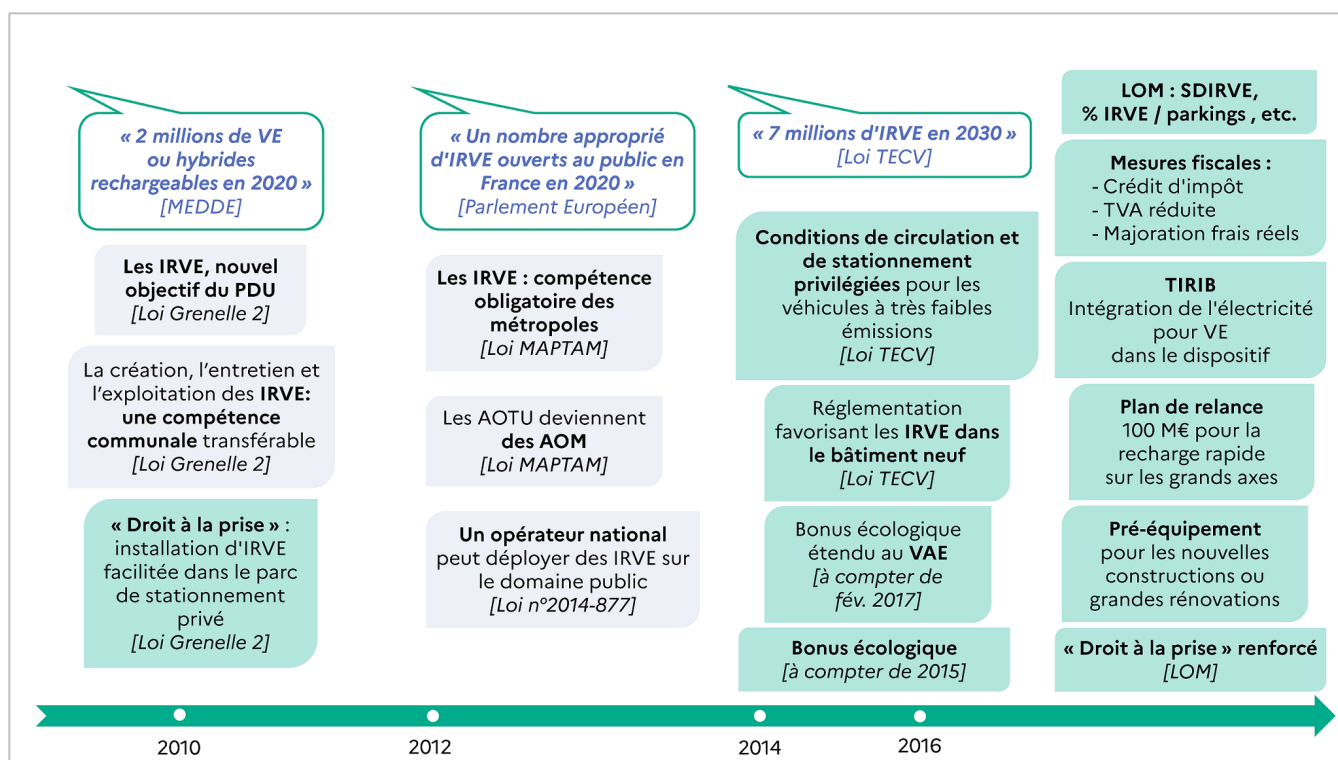 « 2 millions de VE
ou hybrides
rechargeables en 2020 »
[MEDDE]
Les IRVE, nouvel
objectif du PDU
[Loi Grenelle 2]
La création, l’entretien et
l’exploitation des IRVE:
une compétence
communale transférable
[Loi Grenelle 2]
« Droit à la prise » :
installation d'IRVE
facilitée dans le parc
de stationnement
privé
[Loi Grenelle 2]
« Un nombre approprié
d'IRVE ouverts au public en
France en 2020 »
[Parlement Européen]
Les IRVE : compétence
obligatoire des
métropoles
[Loi MAPTAM]
Les AOTU deviennent
des AOM
[Loi MAPTAM]
Un opérateur national
peut déployer des IRVE sur
le domaine public
[Loi nº2014-877]
« 7 millions d'IRVE en 2030 »
[Loi TECV]
Conditions de circulation et
de stationnement
privilégiées pour les
véhicules à très faibles
émissions
[Loi TECV]
Réglementation
favorisant les IRVE dans
le bâtiment neuf
[Loi TECV]
Bonus écologique
étendu au VAE
[à compter de
fév. 2017]
Bonus écologique
[à compter de 2015]
LOM : SDIRVE,
% IRVE / parkings , etc.
Mesures fiscales :
- Crédit d'impôt
- TVA réduite
- Majoration frais réels
TIRIB
Intégration de l'électricité
pour VE
dans le dispositif
Plan de relance
100 M€ pour la
recharge rapide
sur les grands axes
Pré-équipement
pour les nouvelles
constructions ou
grandes rénovations
« Droit à la prise » renforcé
[LOM]
2010
2012
2014
2016